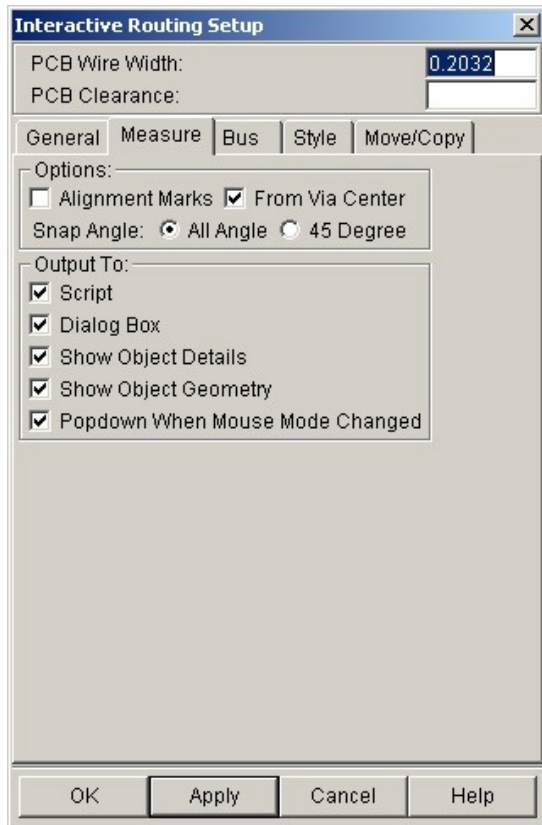 Interactive Routing Setup
PCB Wire Width: 0.2032
PCB Clearance:
General Measure Bus Style Move/Copy
Options:
Alignment Marks From Via Center
Snap Angle: All Angle 45 Degree
Output To:
Script
Dialog Box
Show Object Details
Show Object Geometry
Popdown When Mouse Mode Changed
OK Apply Cancel Help